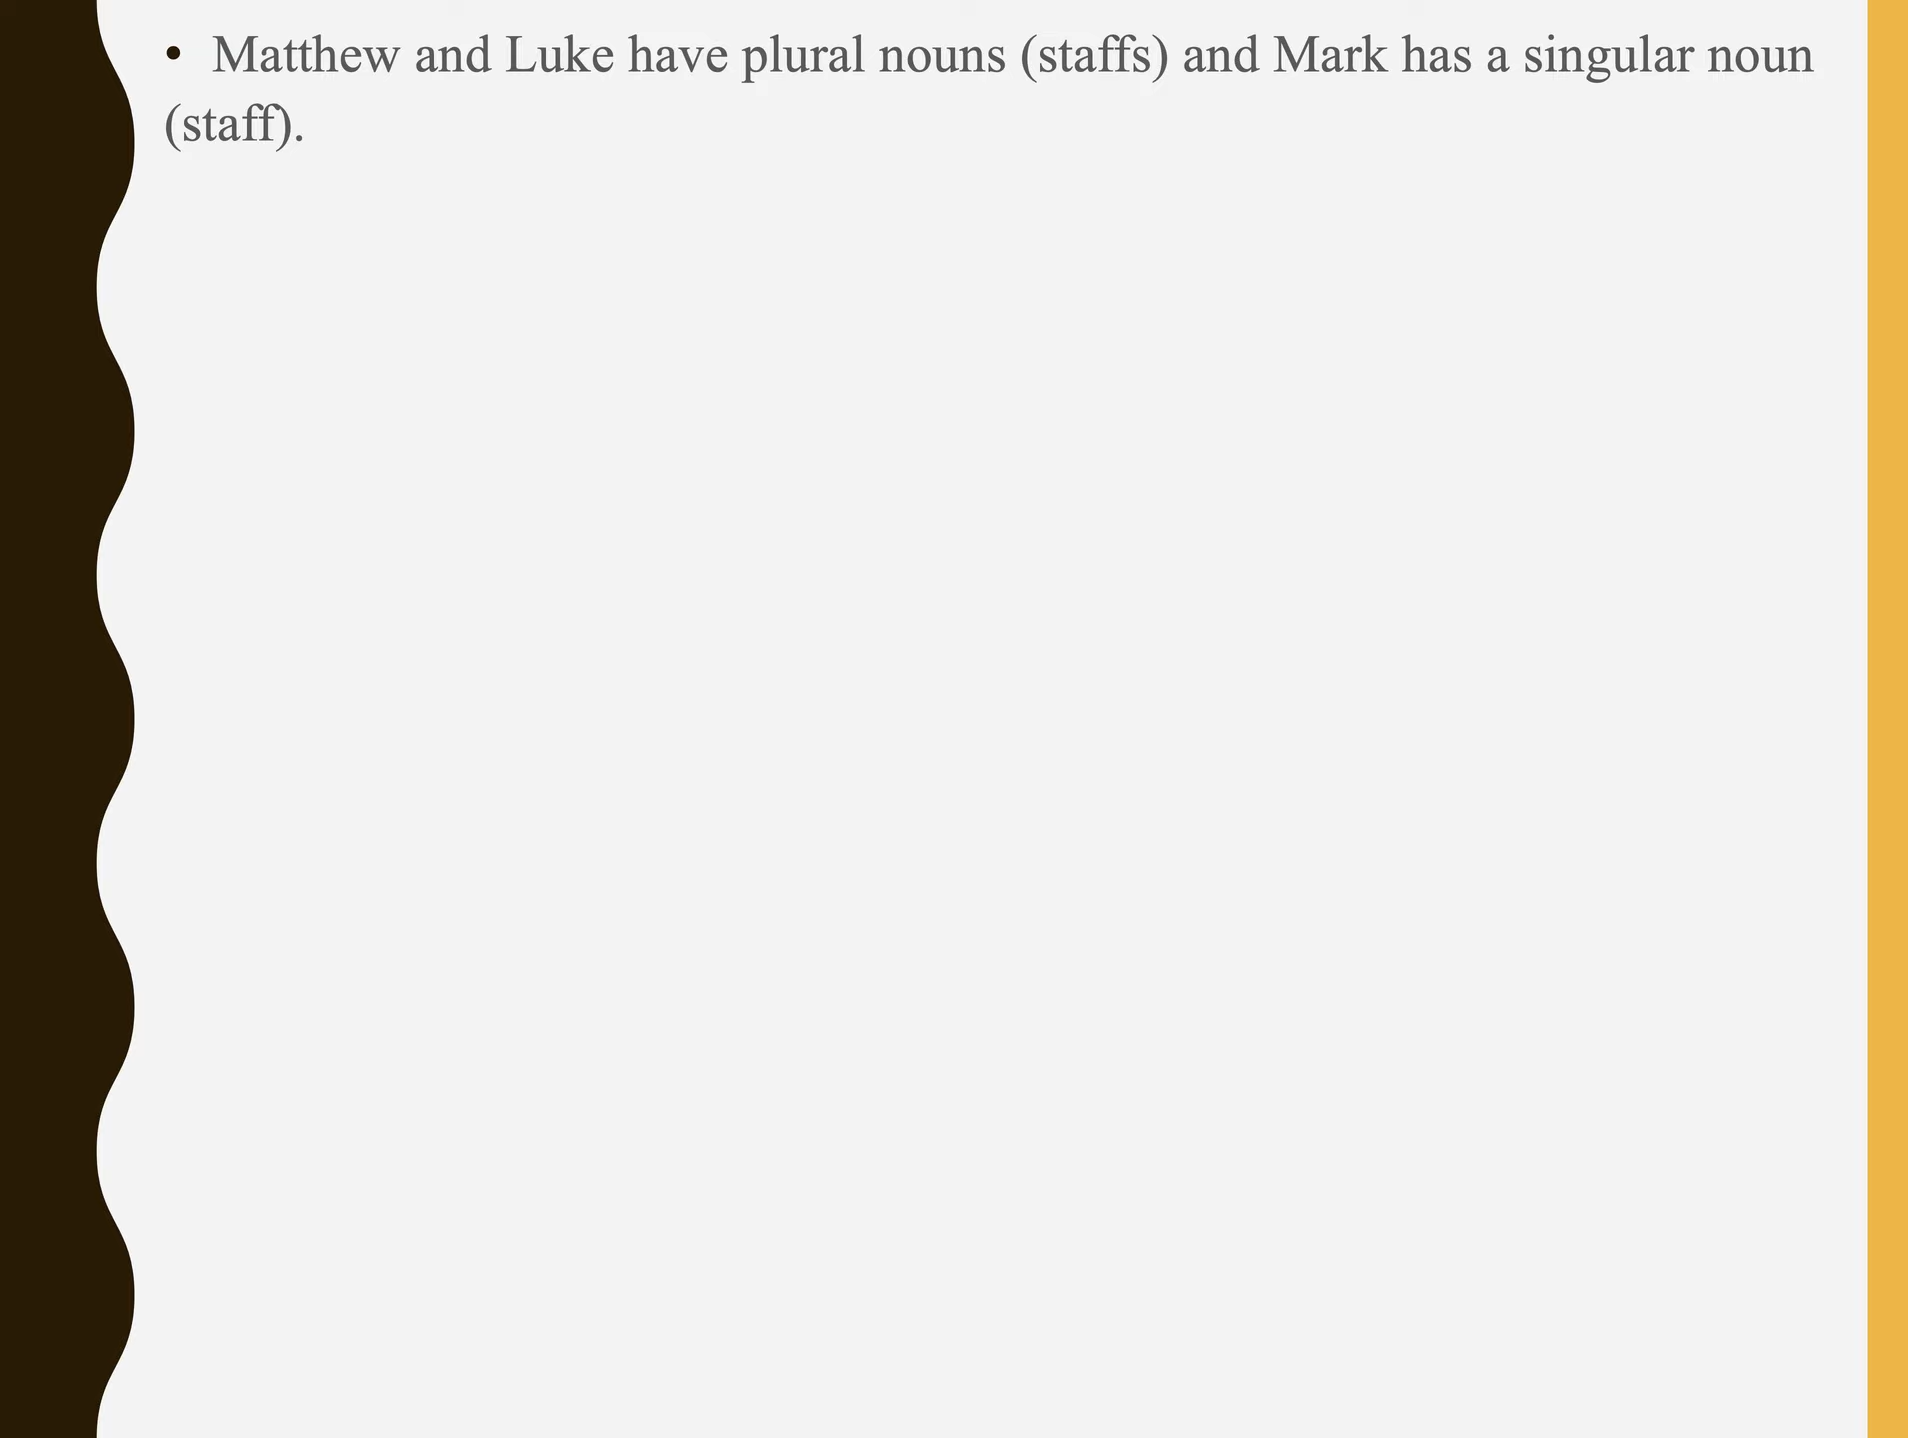 • Matthew and Luke have plural nouns (staffs) and Mark has a singular noun
(staff).